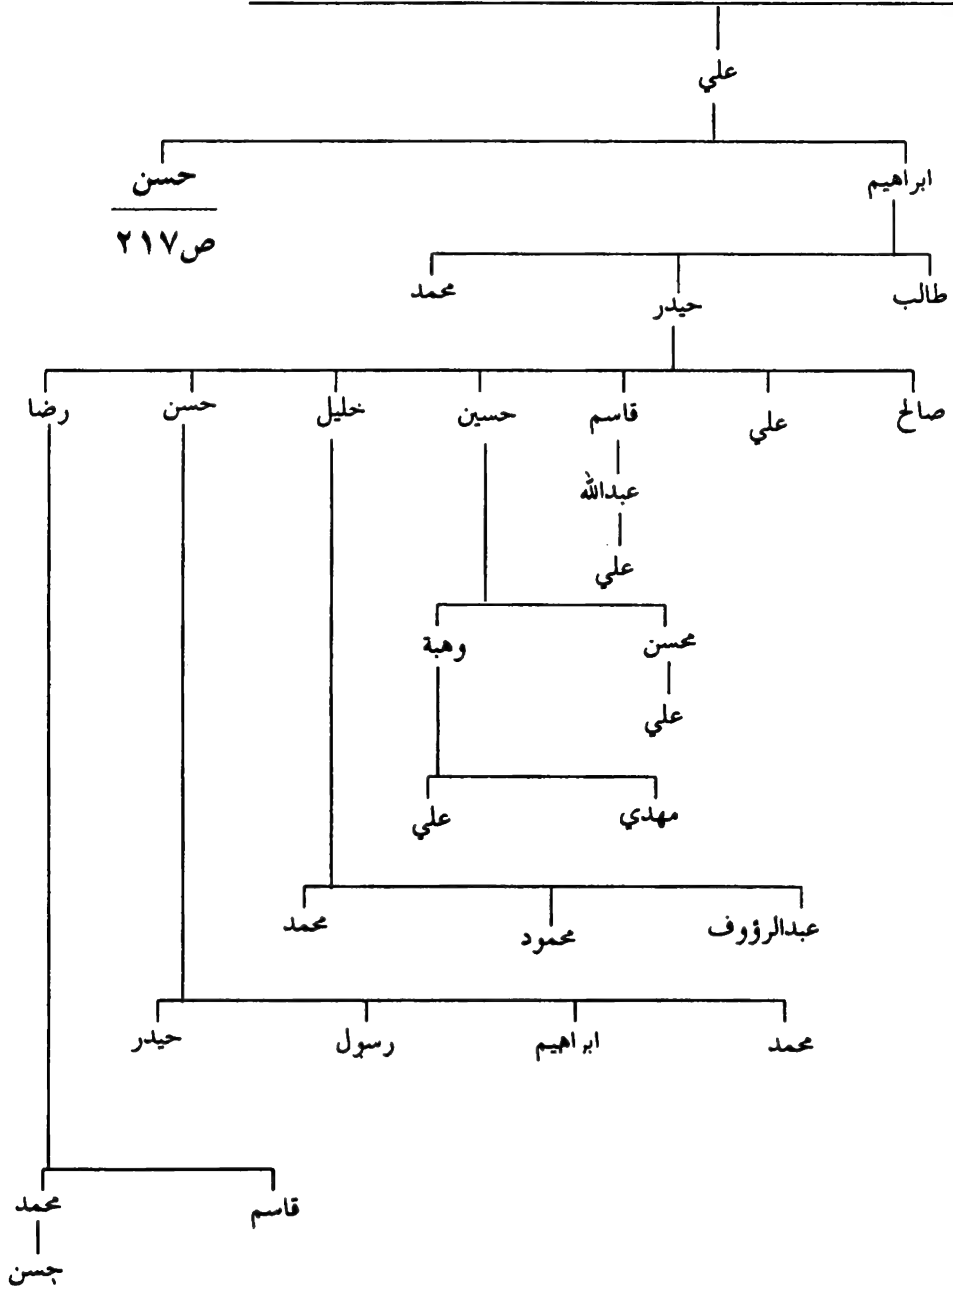 علي
ابراهيم حسن
ص٢١٧
طالب حيدر محمد
صالح علي قاسم حسين خليل حسن رضا
عبدالله
علي
محسن وهبة
علي
مهدي علي
عبدالرؤوف محمود محمد
محمد ابراهيم رسول حيدر
قاسم محمد
حسن